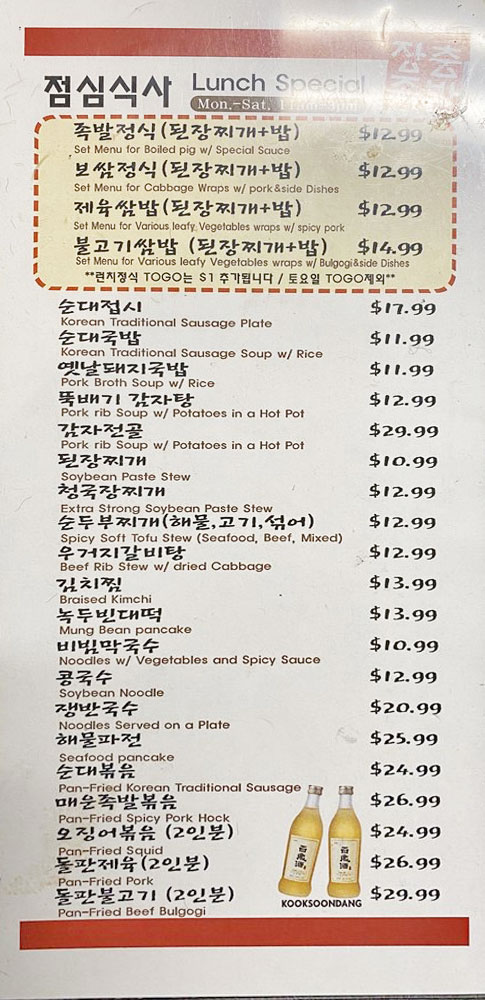 점심식사 Lunch Special
Mon.-Sat.
족발정식(된장찌개+밥) $12.99
Set Menu for Boiled pig w/ Special Sauce
보쌈정식(된장찌개+밥) $12.99
Set Menu for Cabbage Wraps w/ pork&side Dishes
제육쌈밥(된장찌개+밥) $12.99
Set Menu for Various leafy Vegetables wraps w/ spicy pork
불고기쌈밥 (된장찌개+밥) $14.99
Set Menu for Various leafy Vegetables wraps w/ Bulgogi&side Dishes
**런치정식 TOGO는 $1 추가됩니다 / 토요일 TOGO제외**
순대접시 $17.99
Korean Traditional Sausage Plate
순대국밥 $11.99
Korean Traditional Sausage Soup w/ Rice
옛날돼지국밥 $11.99
Pork Broth Soup w/ Rice
뚝배기 감자탕 $12.99
Pork rib Soup w/ Potatoes in a Hot Pot
감자전골 $29.99
Pork rib Soup w/ Potatoes in a Hot Pot
된장찌개 $10.99
Soybean Paste Stew
청국장찌개 $12.99
Extra Strong Soybean Paste Stew
순두부찌개(해물,고기,섞어) $12.99
Spicy Soft Tofu Stew (Seafood, Beef, Mixed)
우거지갈비탕 $12.99
Beef Rib Stew w/ dried Cabbage
김치찜 $13.99
Braised Kimchi
녹두빈대떡 $13.99
Mung Bean pancake
비빔막국수 $10.99
Noodles w/ Vegetables and Spicy Sauce
콩국수 $12.99
Soybean Noodle
쟁반국수 $20.99
Noodles Served on a Plate
해물파전 $25.99
Seafood pancake
순대볶음 $24.99
Pan-Fried Korean Traditional Sausage
매운족발볶음 $26.99
Pan-Fried Spicy Pork Hock
오징어볶음 (2인분) $24.99
Pan-Fried Squid
돌판제육(2인분) $26.99
Pan-Fried Pork
돌판불고기 (2인분) $29.99
Pan-Fried Beef Bulgogi
KOOKSOONDANG